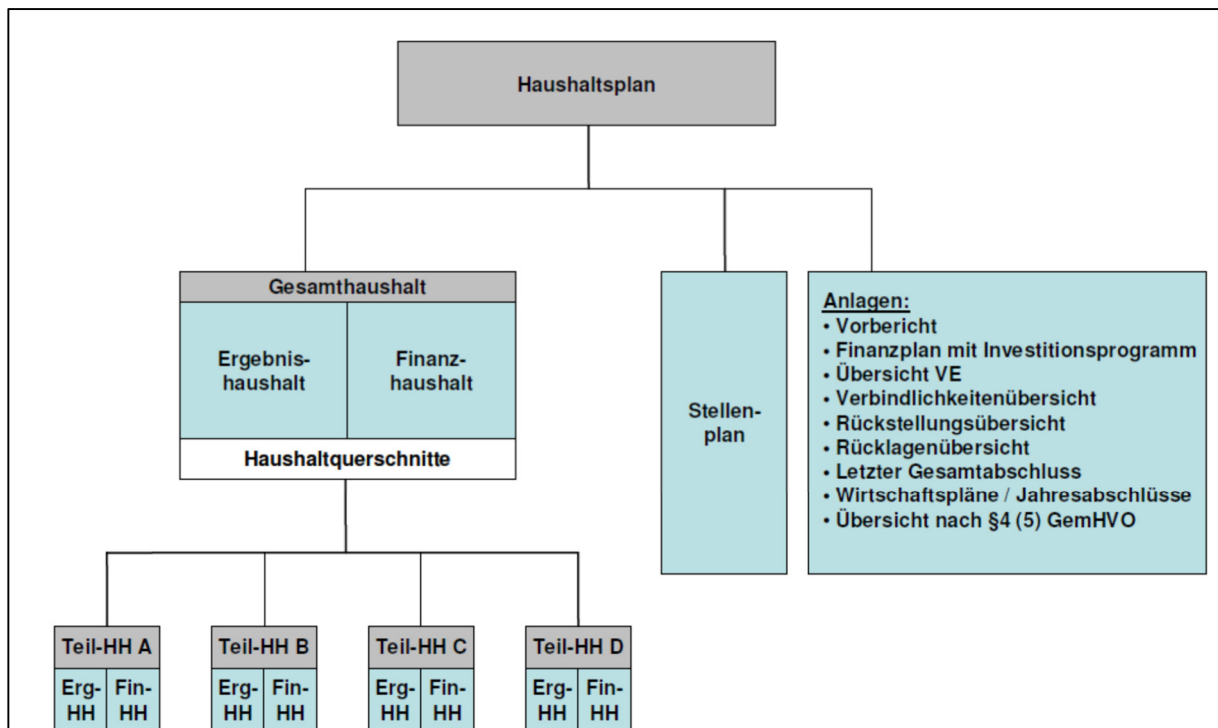 Haushaltsplan
Gesamthaushalt
Ergebnis-
haushalt
Finanz-
haushalt
Haushaltquerschnitte
Stellen-
plan
Anlagen:
• Vorbericht
• Finanzplan mit Investitionsprogramm
• Übersicht VE
• Verbindlichkeitenübersicht
• Rückstellungsübersicht
• Rücklagenübersicht
• Letzter Gesamtabschluss
• Wirtschaftspläne / Jahresabschlüsse
• Übersicht nach §4 (5) GemHVO
Teil-HH A
Erg-
HH
Fin-
HH
Teil-HH B
Erg-
HH
Fin-
HH
Teil-HH C
Erg-
HH
Fin-
HH
Teil-HH D
Erg-
HH
Fin-
HH